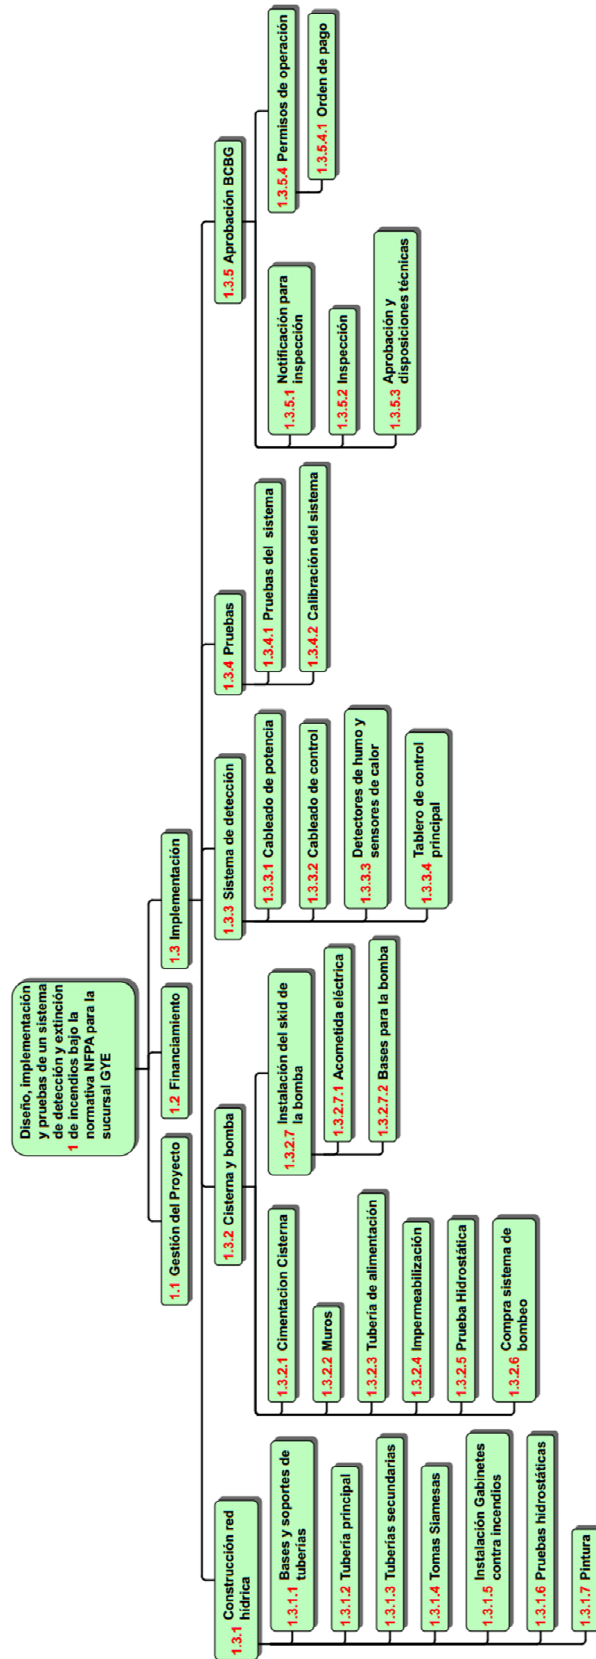 Diseño, implementación
y pruebas de un sistema
de detección y extinción
1 de incendios bajo la
normativa NFPA para la
sucursal GYE
1.1 Gestión del Proyecto
1.2 Financiamiento
1.3 Implementación
1.3.1 Construcción red
hídrica
1.3.1.1 Bases y soportes de
tuberías
1.3.1.2 Tubería principal
1.3.1.3 Tuberías secundarias
1.3.1.4 Tomas Siamesas
1.3.1.5 Instalación Gabinetes
contra incendios
1.3.1.6 Pruebas hidrostáticas
1.3.1.7 Pintura
1.3.2 Cisterna y bomba
1.3.2.1 Cimentacion Cisterna
1.3.2.2 Muros
1.3.2.3 Tubería de alimentación
1.3.2.4 Impermeabilización
1.3.2.5 Prueba Hidrostática
1.3.2.6 Compra sistema de
bombeo
1.3.2.7 Instalación del skid de
la bomba
1.3.2.7.1 Acometida eléctrica
1.3.2.7.2 Bases para la bomba
1.3.3 Sistema de detección
1.3.3.1 Cableado de potencia
1.3.3.2 Cableado de control
1.3.3.3 Detectores de humo y
sensores de calor
1.3.3.4 Tablero de control
principal
1.3.4 Pruebas
1.3.4.1 Pruebas del sistema
1.3.4.2 Calibración del sistema
1.3.5 Aprobación BCBG
1.3.5.1 Notificación para
inspección
1.3.5.2 Inspección
1.3.5.3 Aprobación y
disposiciones técnicas
1.3.5.4 Permisos de operación
1.3.5.4.1 Orden de pago